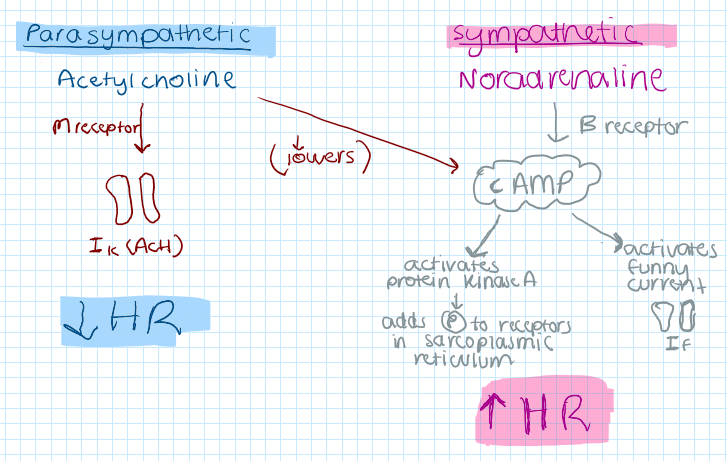 Parasympathetic
Acetylcholine
M receptor
IK (ACH)
↓ HR
(↓lowers)
Sympathetic
Noradrenaline
B receptor
cAMP
activates
protein kinase A
adds P to receptors
in sarcoplasmic
reticulum
activates
funny
current
If
↑ HR